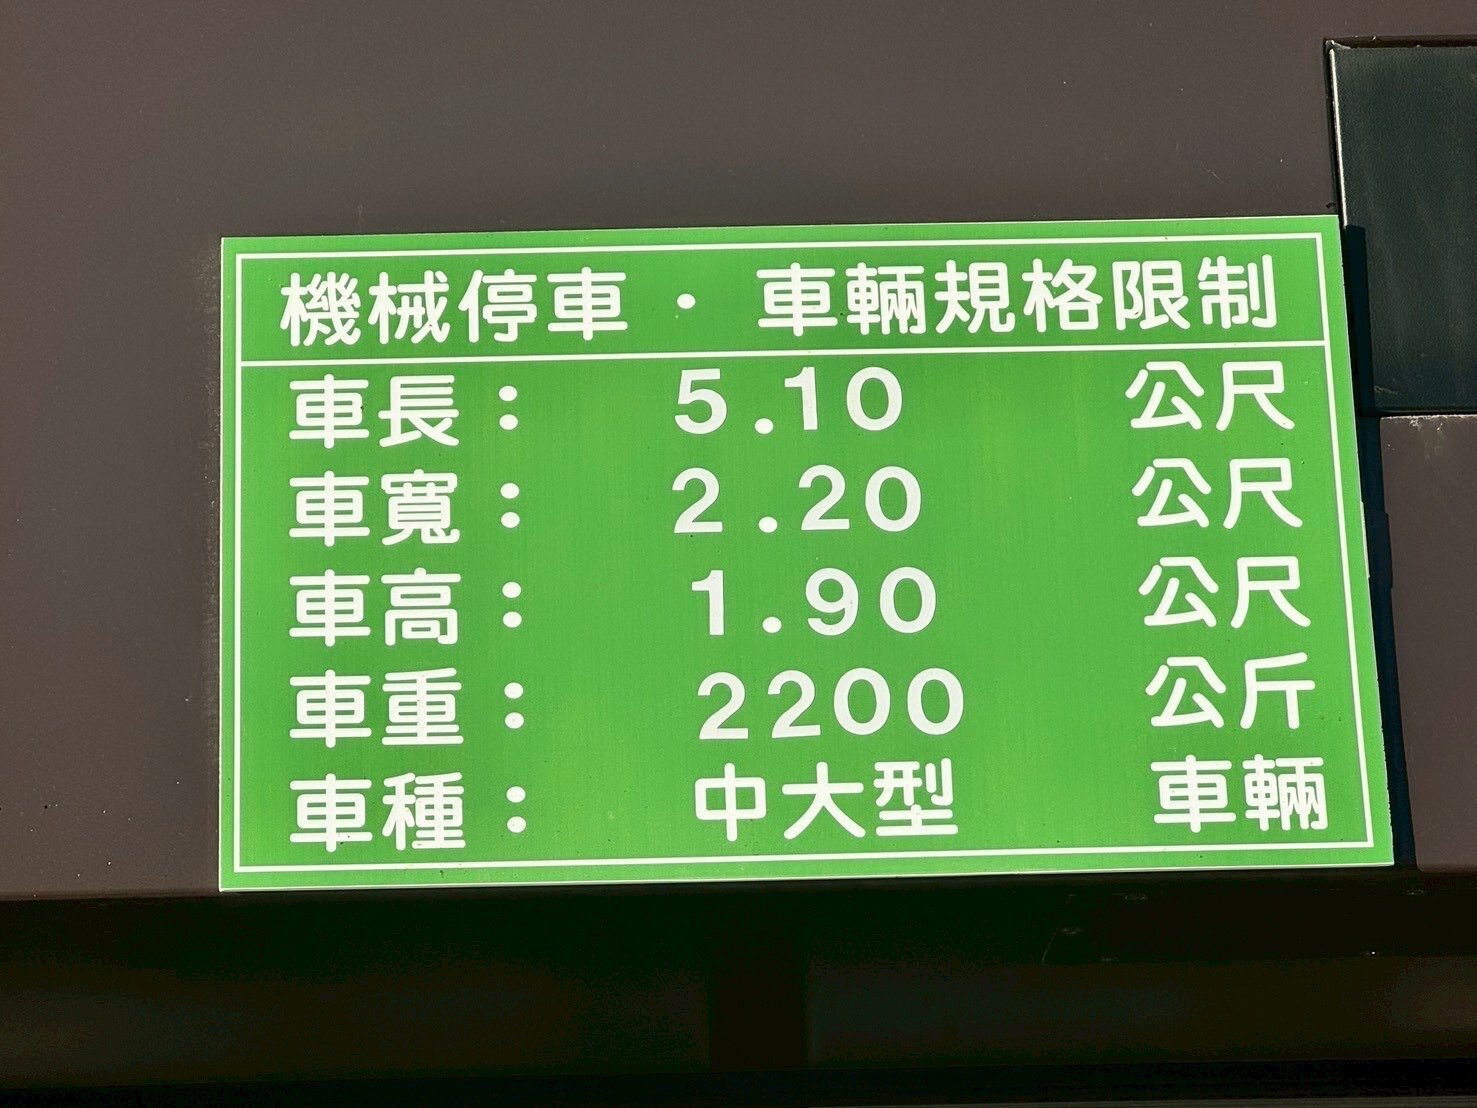 機械停車· 車輛規格限制
車長： 5.10 公尺
車寬： 2.20 公尺
車高： 1.90 公尺
車重： 2200 公斤
車種： 中大型 車輛